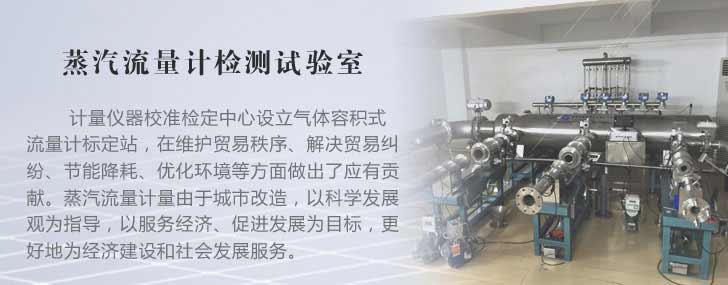 蒸汽流量计检测试验室
计量仪器校准检定中心设立气体容积式
流量计标定站，在维护贸易秩序、解决贸易纠
纷、节能降耗、优化环境等方面做出了应有贡
献。蒸汽流量计量由于城市改造，以科学发展
观为指导，以服务经济、促进发展为目标，更
好地为经济建设和社会发展服务。